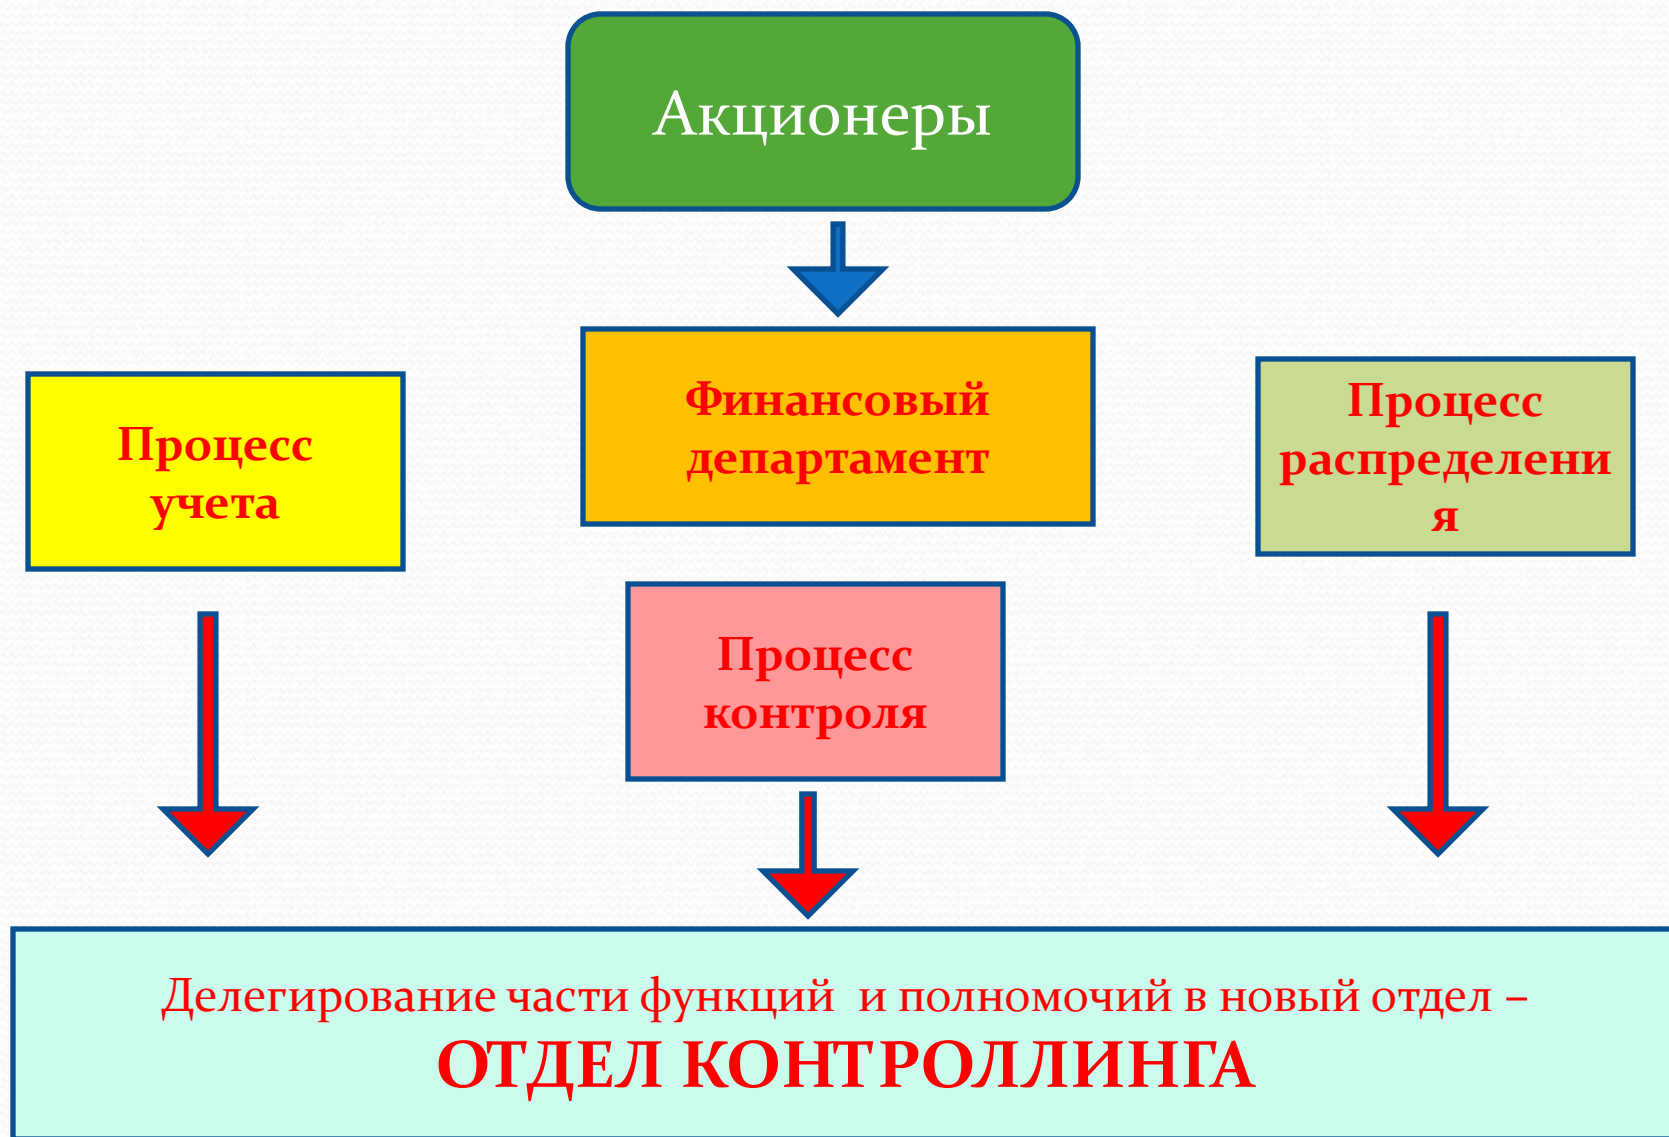 Акционеры
Финансовый
департамент
Процесс
учета
Процесс
распределени
я
Процесс
контроля
Делегирование части функций и полномочий в новый отдел –
ОТДЕЛ КОНТРОЛЛИНГА